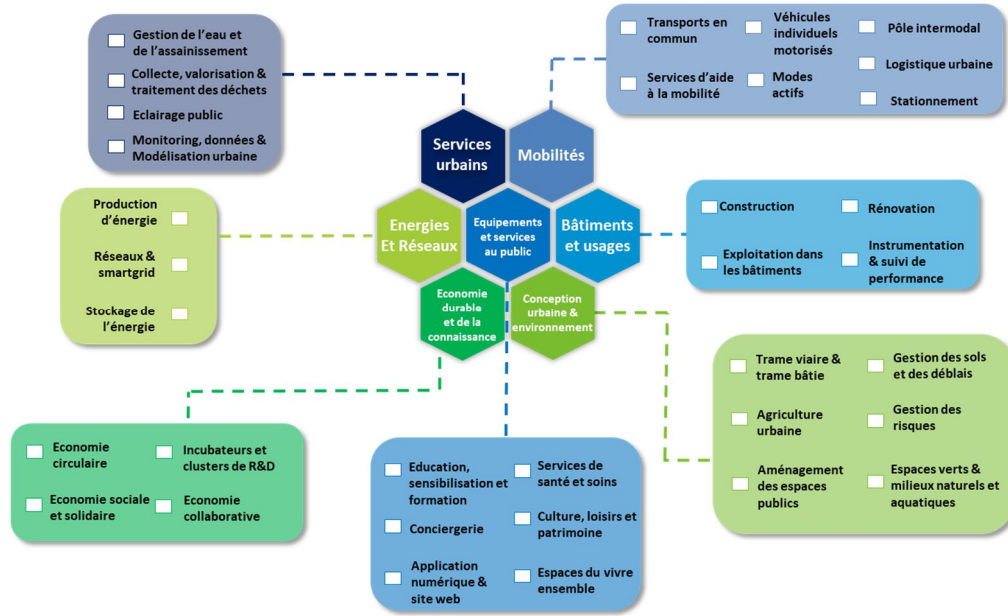 Gestion de l'eau et
de l'assainissement
Collecte, valorisation &
traitement des déchets
Eclairage public
Monitoring, données &
Modélisation urbaine
Transports en
commun
Véhicules
individuels
motorisés
Pôle intermodal
Services d'aide
à la mobilité
Modes
actifs
Logistique urbaine
Stationnement
Services
urbains
Mobilités
Energies
Et Réseaux
Equipements
et services
au public
Bâtiments
et usages
Economie
durable
et de la
connaissance
Conception
urbaine &
environnement
Production
d'énergie
Réseaux &
smartgrid
Stockage de
l'énergie
Construction
Rénovation
Exploitation dans
les bâtiments
Instrumentation
& suivi de
performance
Trame viaire &
trame bâtie
Gestion des sols
et des déblais
Agriculture
urbaine
Gestion des
risques
Aménagement
des espaces
publics
Espaces verts &
milieux naturels et
aquatiques
Economie
circulaire
Incubateurs et
clusters de R&D
Economie sociale
et solidaire
Economie
collaborative
Education,
sensibilisation et
formation
Services de
santé et soins
Conciergerie
Culture, loisirs et
patrimoine
Application
numérique &
site web
Espaces du vivre
ensemble